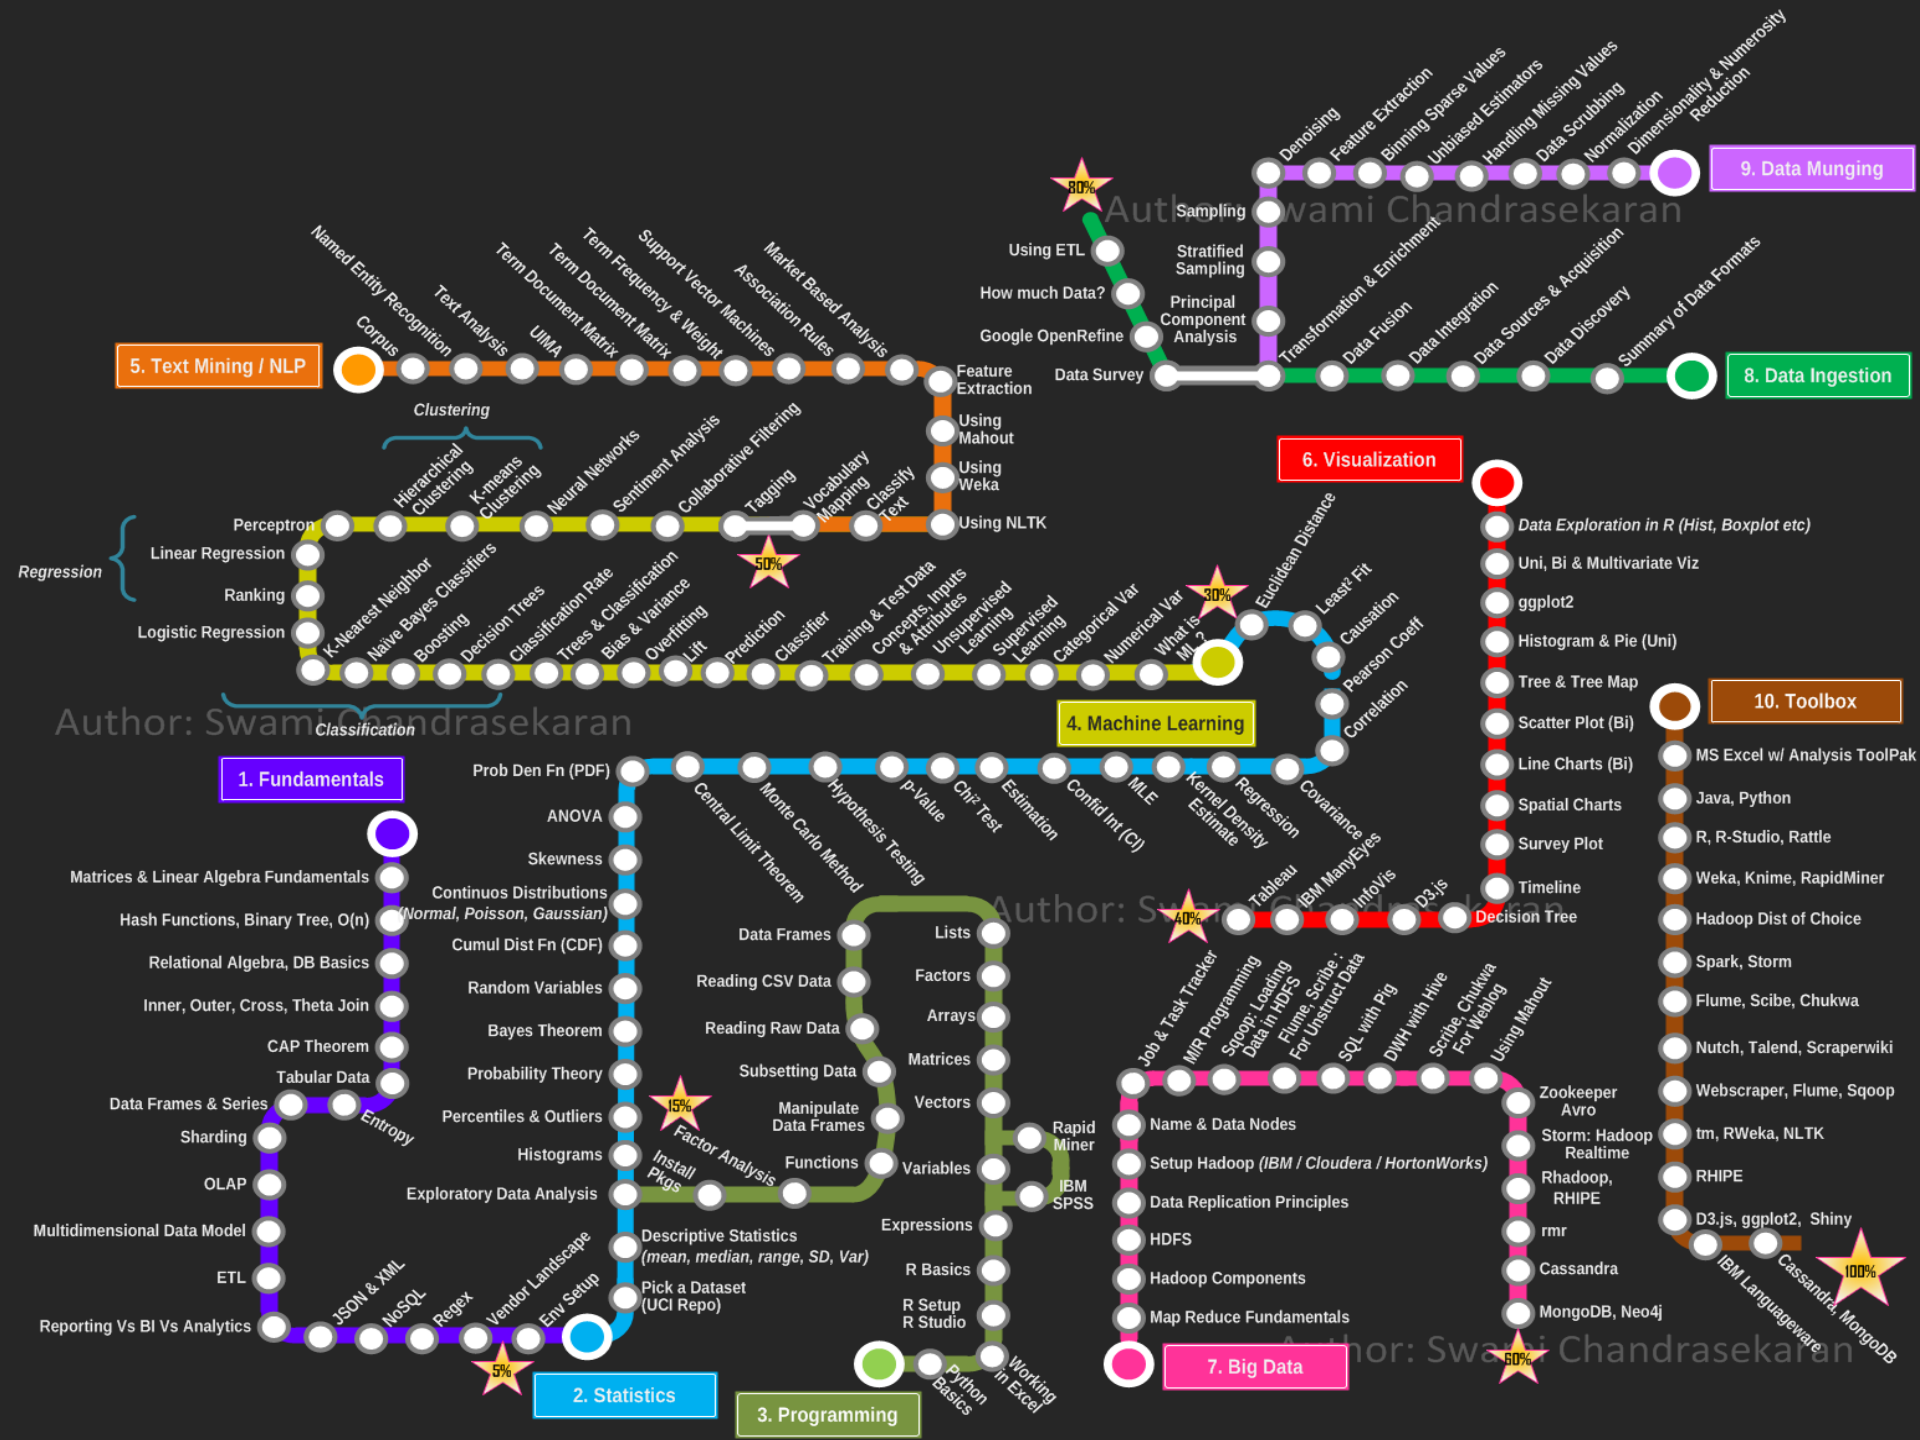 Denoising
Feature Extraction
Binning Sparse Values
Unbiased Estimators
Handling Missing Values
Data Scrubbing
Normalization
Dimensionality & Numerosity
Reduction
9. Data Munging
80%
Author: Swami Chandrasekaran
Sampling
Stratified
Sampling
Principal
Component
Analysis
Using ETL
How much Data?
Google OpenRefine
Data Survey
Transformation & Enrichment
Data Fusion
Data Integration
Data Sources & Acquisition
Data Discovery
Summary of Data Formats
8. Data Ingestion
5. Text Mining / NLP
Corpus
Named Entity Recognition
Text Analysis
UIMA
Term Document Matrix
Term Document Matrix
Term Frequency & Weight
Support Vector Machines
Association Rules
Market Based Analysis
Feature
Extraction
Using
Mahout
Using
Weka
Using NLTK
Classify
Text
Vocabulary
Mapping
50%
Tagging
Collaborative Filtering
Sentiment Analysis
Neural Networks
Clustering
K-means
Clustering
Hierarchical
Clustering
Perceptron
Linear Regression
Regression
Ranking
Logistic Regression
K-Nearest Neighbor
Naïve Bayes Classifiers
Boosting
Decision Trees
Classification Rate
Classification
Trees & Classification
Bias & Variance
Overfitting
Lift
Prediction
Classifier
Training & Test Data
Concepts, Inputs
& Attributes
Unsupervised
Learning
Supervised
Learning
Categorical Var
Numerical Var
What is
ML ?
30%
4. Machine Learning
Author: Swami Chandrasekaran
Euclidean Distance
Least² Fit
Causation
Pearson Coeff
Correlation
Covariance
Regression
Kernel Density
Estimate
MLE
Confid Int (CI)
Estimation
Chi² Test
p-Value
Hypothesis Testing
Monte Carlo Method
Central Limit Theorem
Prob Den Fn (PDF)
ANOVA
Skewness
Continuos Distributions
(Normal, Poisson, Gaussian)
Cumul Dist Fn (CDF)
Random Variables
Bayes Theorem
Probability Theory
Percentiles & Outliers
Histograms
Exploratory Data Analysis
Descriptive Statistics
(mean, median, range, SD, Var)
Pick a Dataset
(UCI Repo)
2. Statistics
1. Fundamentals
Matrices & Linear Algebra Fundamentals
Hash Functions, Binary Tree, O(n)
Relational Algebra, DB Basics
Inner, Outer, Cross, Theta Join
CAP Theorem
Tabular Data
Entropy
Data Frames & Series
Sharding
OLAP
Multidimensional Data Model
ETL
Reporting Vs BI Vs Analytics
JSON & XML
NoSQL
Regex
Vendor Landscape
Env Setup
5%
15%
Install
Pkgs
Factor Analysis
Functions
Manipulate
Data Frames
Subsetting Data
Reading Raw Data
Reading CSV Data
Data Frames
Lists
Factors
Arrays
Matrices
Vectors
Rapid
Miner
Variables
IBM
SPSS
Expressions
R Basics
R Setup
R Studio
Working
in Excel
Python
Basics
3. Programming
6. Visualization
Data Exploration in R (Hist, Boxplot etc)
Uni, Bi & Multivariate Viz
ggplot2
Histogram & Pie (Uni)
Tree & Tree Map
Scatter Plot (Bi)
Line Charts (Bi)
Spatial Charts
Survey Plot
Timeline
Decision Tree
D3.js
InfoVis
IBM ManyEyes
Tableau
40%
Author: Swami Chandrasekaran
Job & Task Tracker
M/R Programming
Sqoop: Loading
Data in HDFS
Flume, Scribe :
For Unstruct Data
SQL with Pig
DWH with Hive
Scribe, Chukwa
For Weblog
Using Mahout
Zookeeper
Avro
Storm: Hadoop
Realtime
Rhadoop,
RHIPE
rmr
Cassandra
MongoDB, Neo4j
60%
Name & Data Nodes
Setup Hadoop (IBM / Cloudera / HortonWorks)
Data Replication Principles
HDFS
Hadoop Components
Map Reduce Fundamentals
7. Big Data
Author: Swami Chandrasekaran
10. Toolbox
MS Excel w/ Analysis ToolPak
Java, Python
R, R-Studio, Rattle
Weka, Knime, RapidMiner
Hadoop Dist of Choice
Spark, Storm
Flume, Scibe, Chukwa
Nutch, Talend, Scraperwiki
Webscraper, Flume, Sqoop
tm, RWeka, NLTK
RHIPE
D3.js, ggplot2, Shiny
IBM Languageware
Cassandra, MongoDB
100%